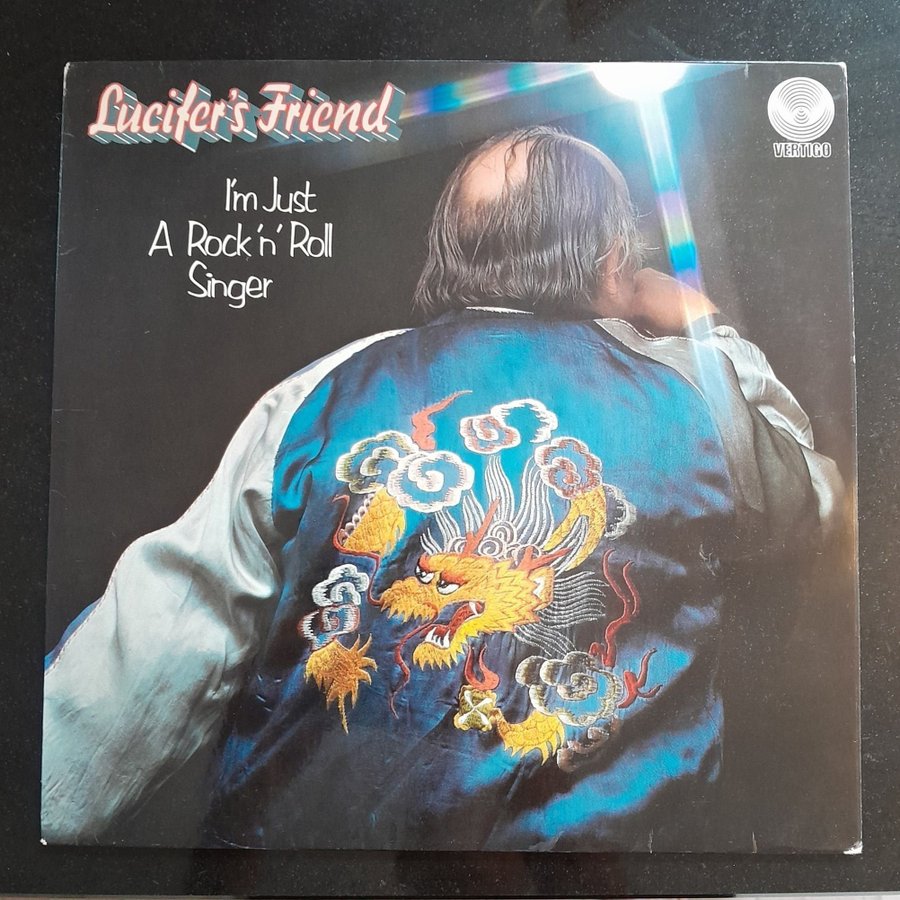 Lucifer's Friend
VERTIGO
I'm Just
A Rock 'n' Roll
Singer